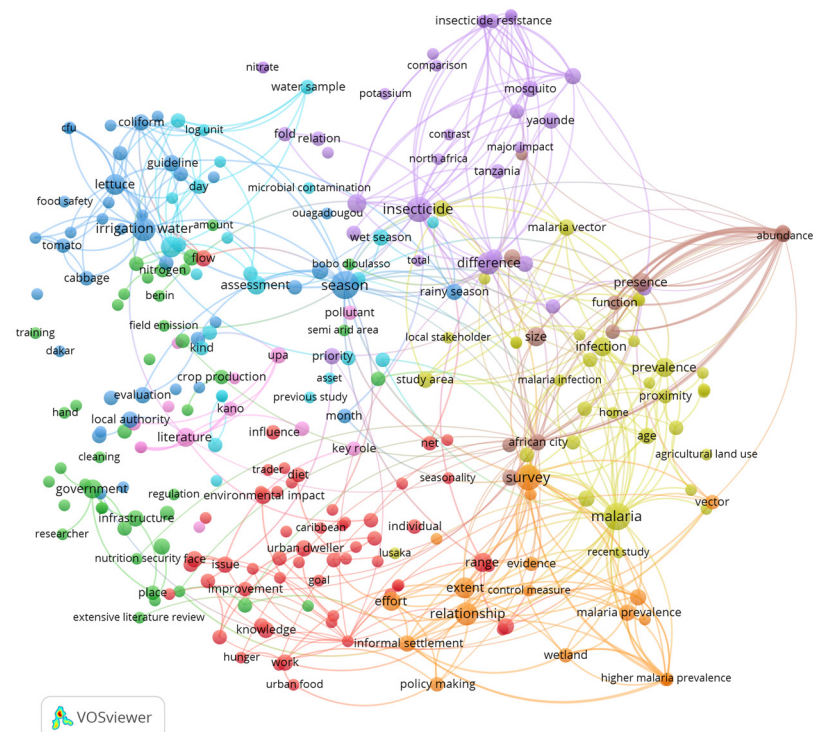 insecticide resistance
comparison
nitrate
water sample
potassium
mosquito
cfu
coliform
log unit
yaounde
fold relation
contrast
major impact
guideline
north africa
tanzania
lettuce
day
microbial contamination
food safety
ouagadougou
insecticide
irrigation water
amount
malaria vector
tomato
wet season
abundance
flow
bobo dioulasso
total
difference
nitrogen
cabbage
assessment
season
rainy season
presence
benin
function
pollutant
training
field emission
semi arid area
local stakeholder
size
infection
dakar
kind
upa
priority
prevalence
crop production
asset
study area
malaria infection
evaluation
previous study
proximity
hand
kano
month
home
local authority
literature
influence
key role
net
african city
age
cleaning
agricultural land use
trader
diet
seasonality
survey
government
regulation
environmental impact
vector
infrastructure
caribbean
individual
malaria
researcher
urban dweller
lusaka
recent study
nutrition security
face
issue
range
evidence
goal
place
improvement
extent
control measure
effort
extensive literature review
relationship
malaria prevalence
knowledge
informal settlement
hunger
work
wetland
urban food
policy making
higher malaria prevalence
VOSviewer